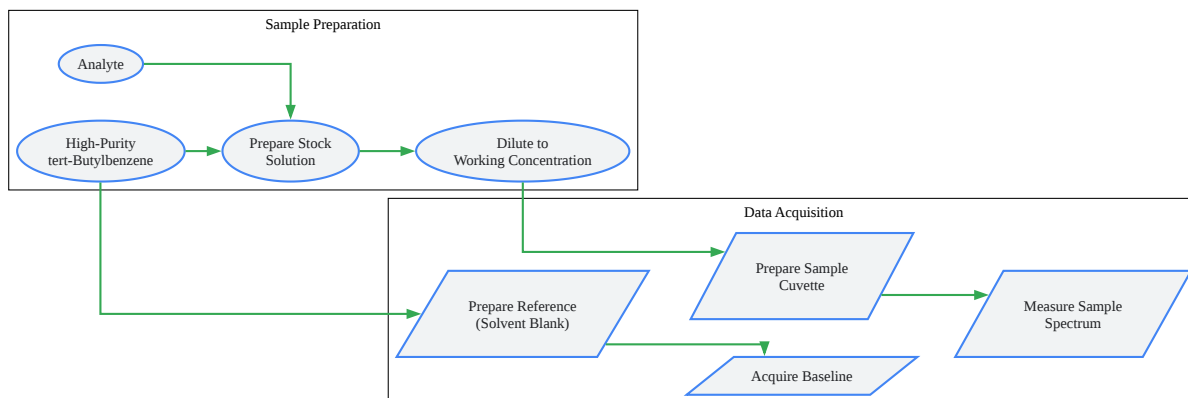 Sample Preparation
Analyte
High-Purity
tert-Butylbenzene
Prepare Stock
Solution
Dilute to
Working Concentration
Data Acquisition
Prepare Sample
Cuvette
Prepare Reference
(Solvent Blank)
Measure Sample
Spectrum
Acquire Baseline